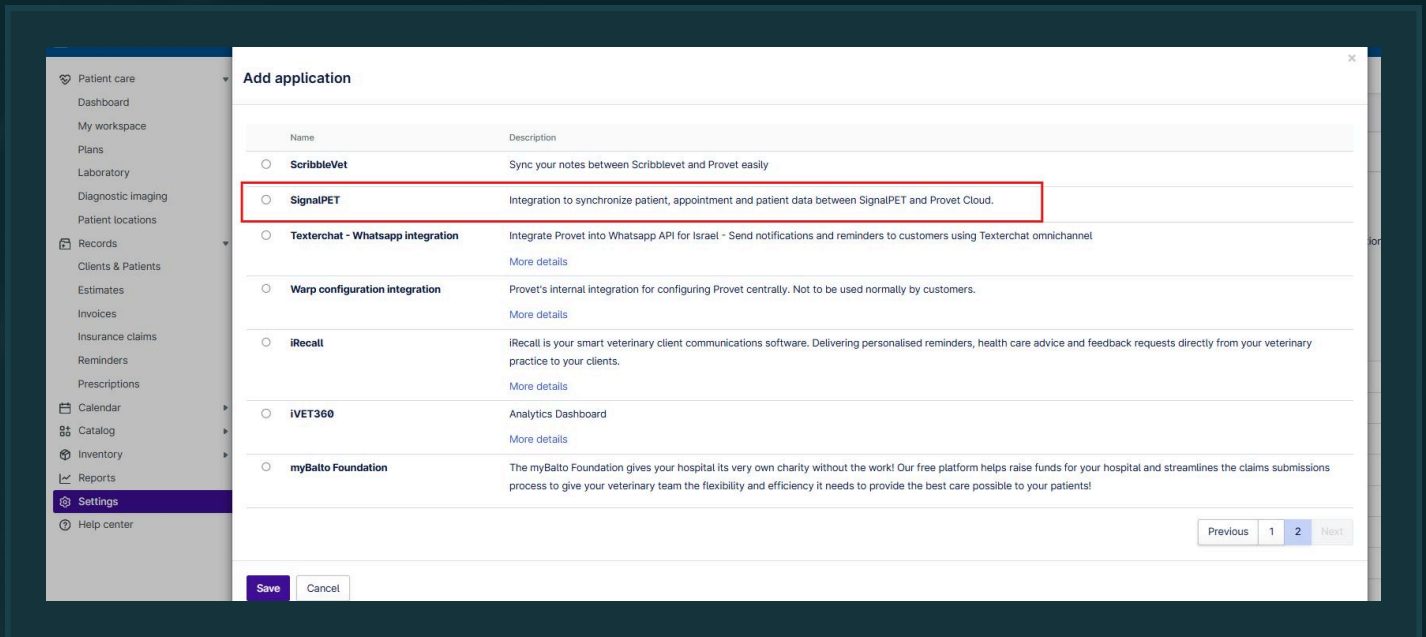 Patient care
Dashboard
My workspace
Plans
Laboratory
Diagnostic imaging
Patient locations
Records
Clients & Patients
Estimates
Invoices
Insurance claims
Reminders
Prescriptions
Calendar
Catalog
Inventory
Reports
Settings
Help center
Add application
×
Name Description
ScribbleVet Sync your notes between Scribblevet and Provet easily
SignalPET Integration to synchronize patient, appointment and patient data between SignalPET and Provet Cloud.
Texterchat - Whatsapp integration Integrate Provet into Whatsapp API for Israel - Send notifications and reminders to customers using Texterchat omnichannel
More details
Warp configuration integration Provet's internal integration for configuring Provet centrally. Not to be used normally by customers.
More details
iRecall iRecall is your smart veterinary client communications software. Delivering personalised reminders, health care advice and feedback requests directly from your veterinary
practice to your clients.
More details
iVET360 Analytics Dashboard
More details
myBalto Foundation The myBalto Foundation gives your hospital its very own charity without the work! Our free platform helps raise funds for your hospital and streamlines the claims submissions
process to give your veterinary team the flexibility and efficiency it needs to provide the best care possible to your patients!
Previous 1 2 Next
Save Cancel